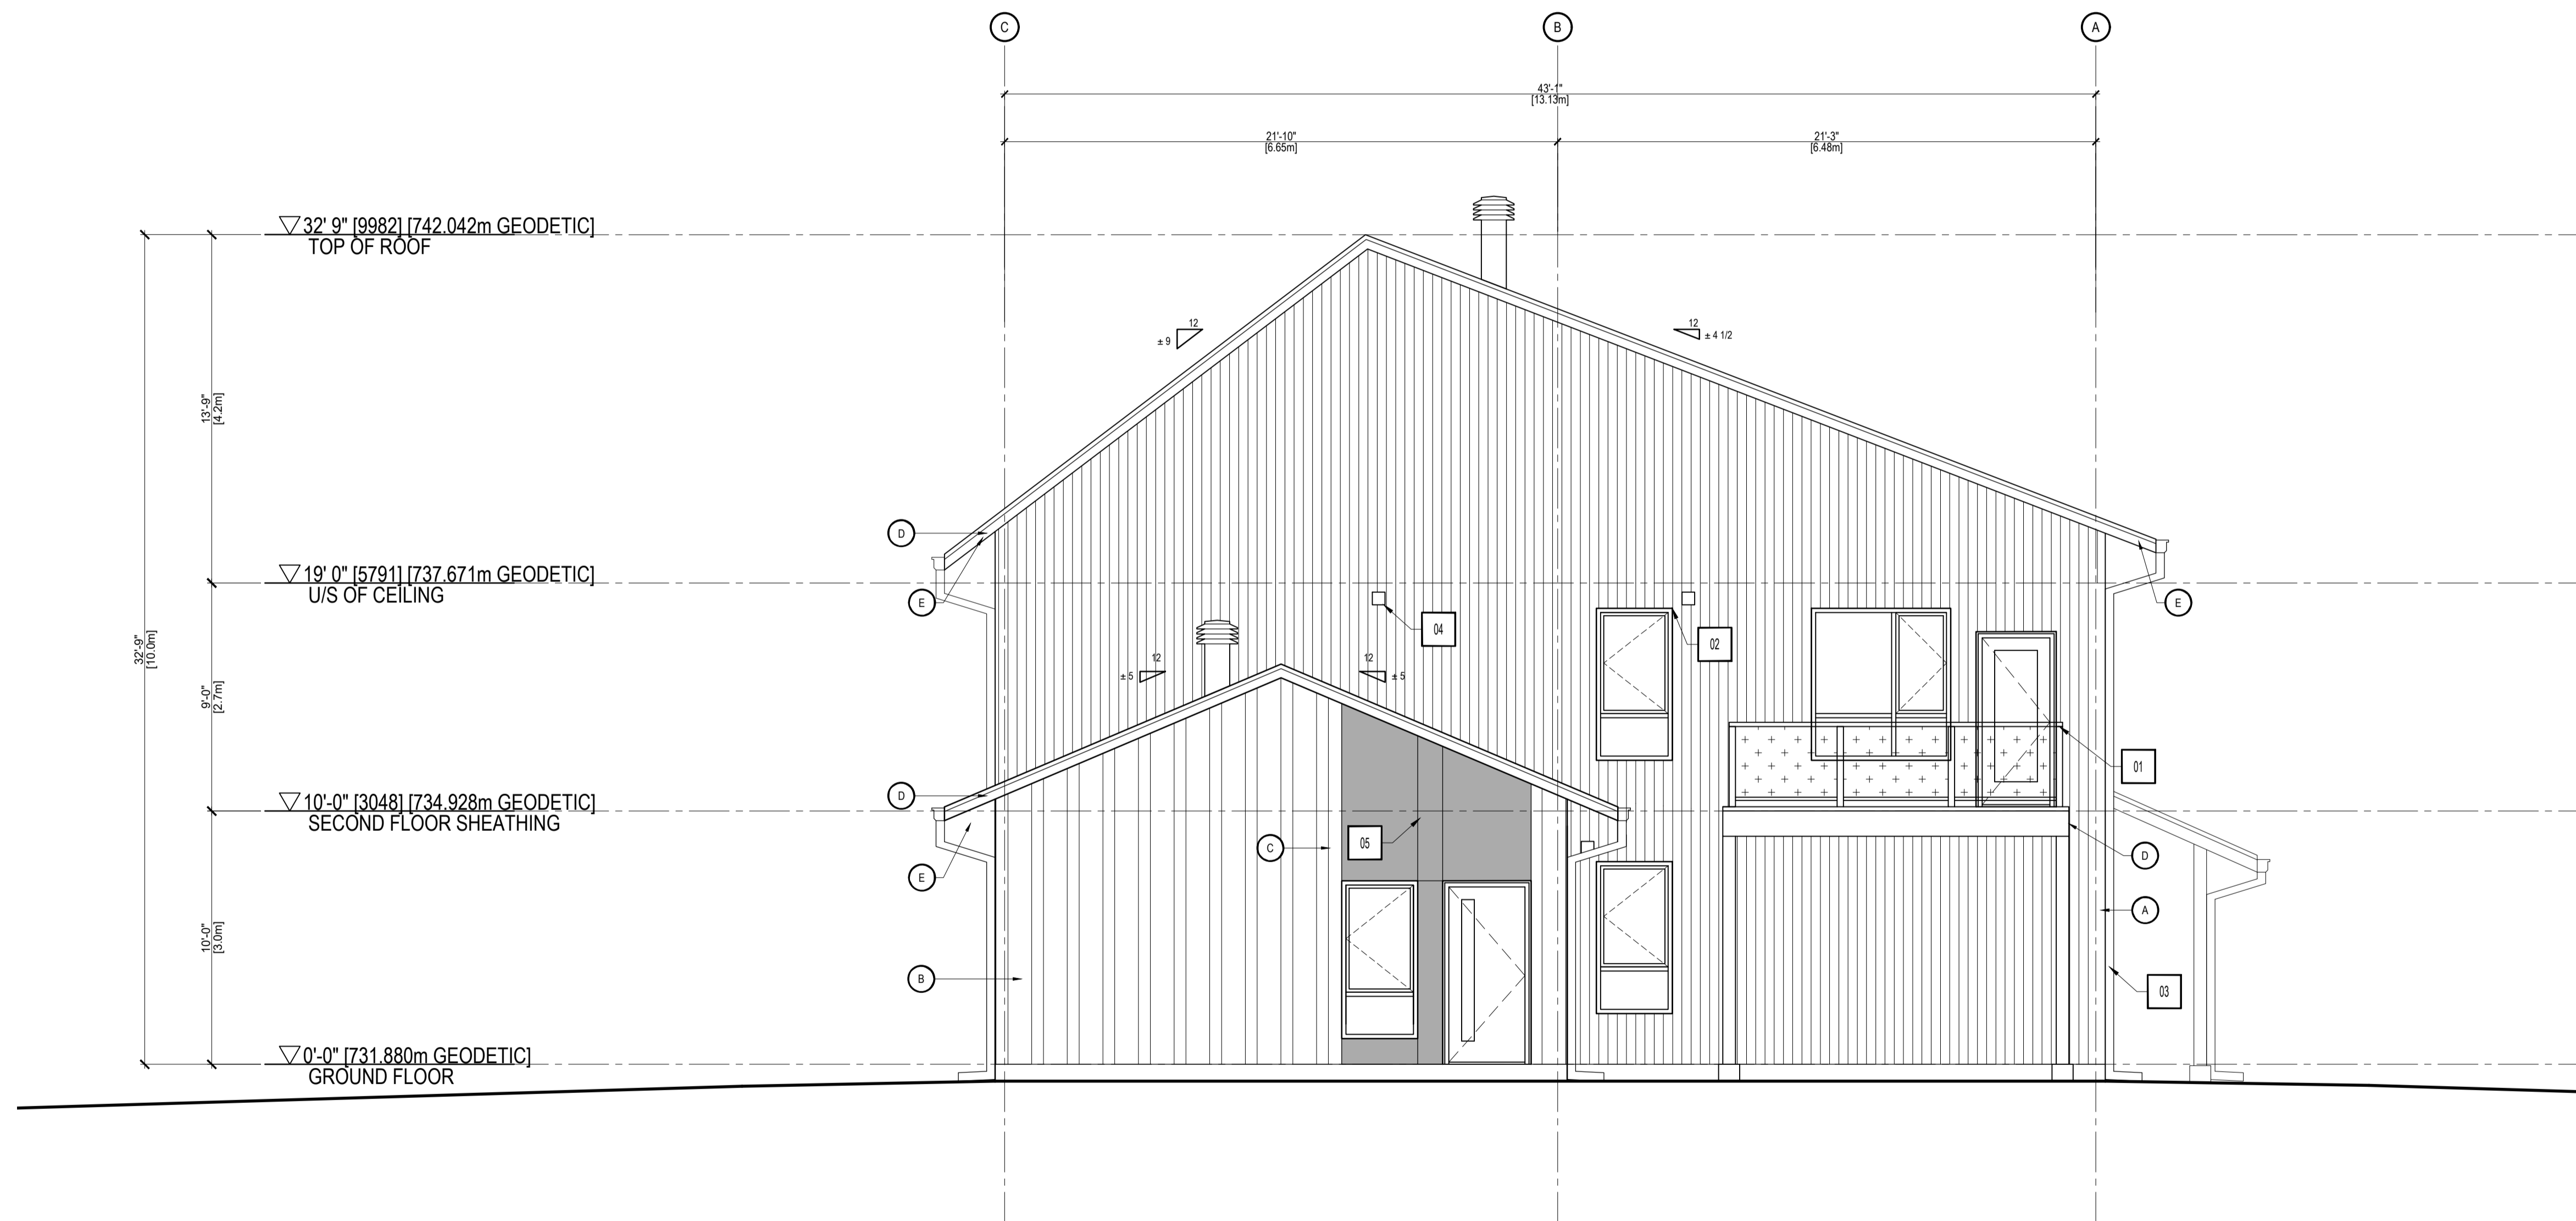 C
B
A
43'-1"
[13.13m]
21'-10"
[6.65m]
21'-3"
[6.48m]
32' 9" [9982] [742.042m GEODETIC]
TOP OF ROOF
12
± 9
12
± 4 1/2
13'-9"
[4.2m]
D
19' 0" [5791] [737.671m GEODETIC]
U/S OF CEILING
E
E
04
02
32'-9"
[10.0m]
12
± 5
12
± 5
9'-0"
[2.7m]
01
D
10'-0" [3048] [734.928m GEODETIC]
SECOND FLOOR SHEATHING
C
05
D
E
A
10'-0"
[3.0m]
B
03
0'-0" [731.880m GEODETIC]
GROUND FLOOR